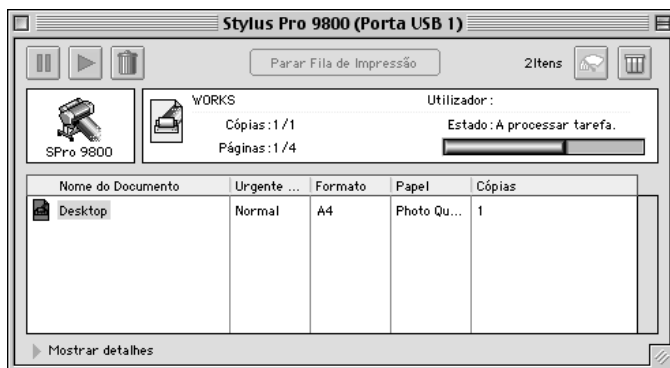 Stylus Pro 9800 (Porta USB 1)
Parar Fila de Impressão
2Itens
SPro 9800
WORKS
Utilizador:
Cópias:1/1
Estado:A processar tarefa.
Páginas:1/4
Nome do Documento Urgente ... Formato Papel Cópias
Desktop Normal A4 Photo Qu... 1
Mostrar detalhes